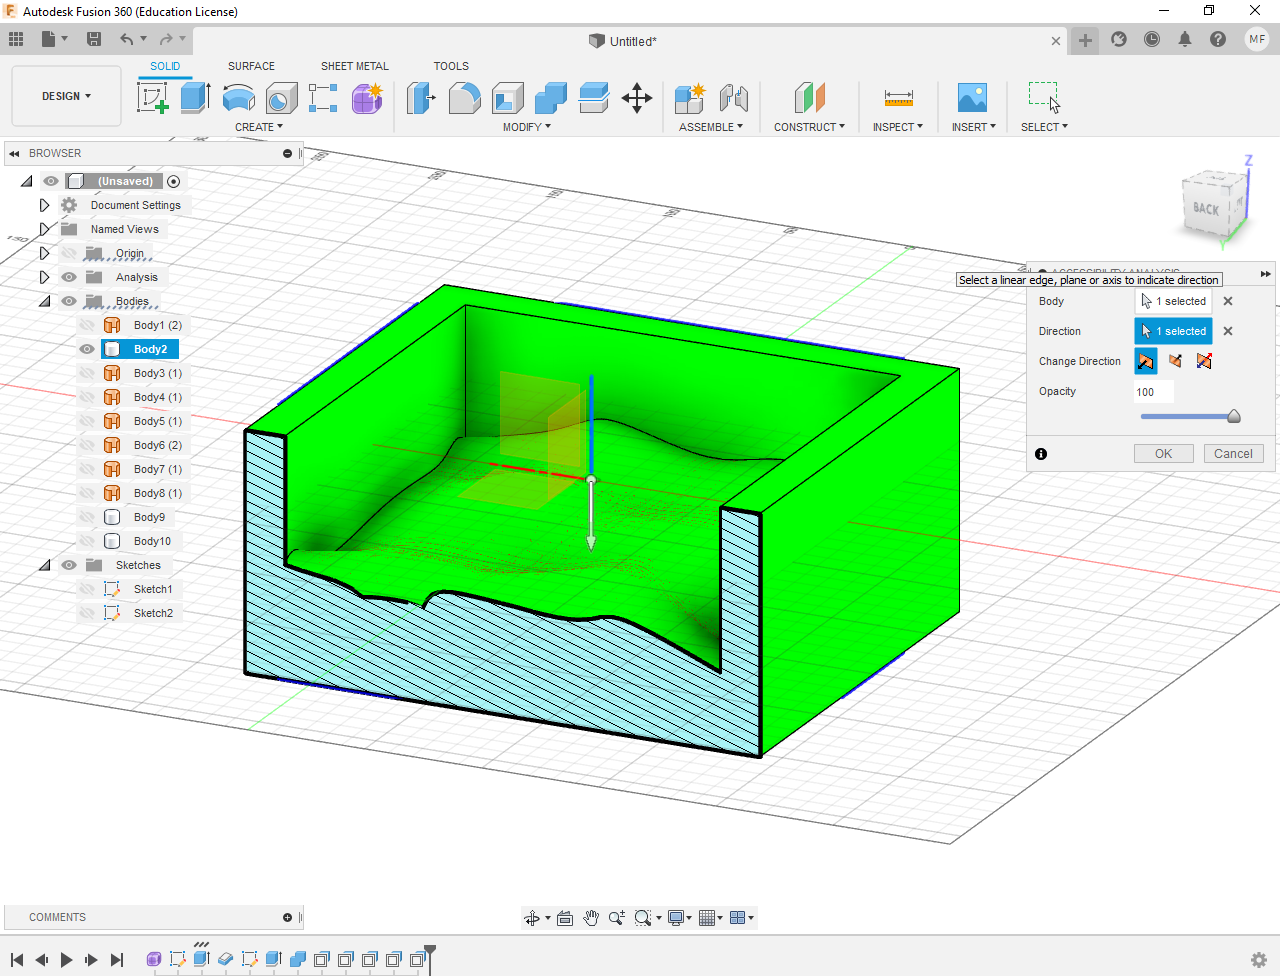 Autodesk Fusion 360 (Education License)
Untitled*
MF
DESIGN
SOLID
SURFACE
SHEET METAL
TOOLS
CREATE
MODIFY
ASSEMBLE
CONSTRUCT
INSPECT
INSERT
SELECT
BROWSER
(Unsaved)
Document Settings
Named Views
Origin
Analysis
Bodies
Body1 (2)
Body2
Body3 (1)
Body4 (1)
Body5 (1)
Body6 (2)
Body7 (1)
Body8 (1)
Body9
Body10
Sketches
Sketch1
Sketch2
Z
BACK
Y
ACCESSIBILITY ANALYSIS
Select a linear edge, plane or axis to indicate direction
Body 1 selected
Direction 1 selected
Change Direction
Opacity 100
OK Cancel
COMMENTS